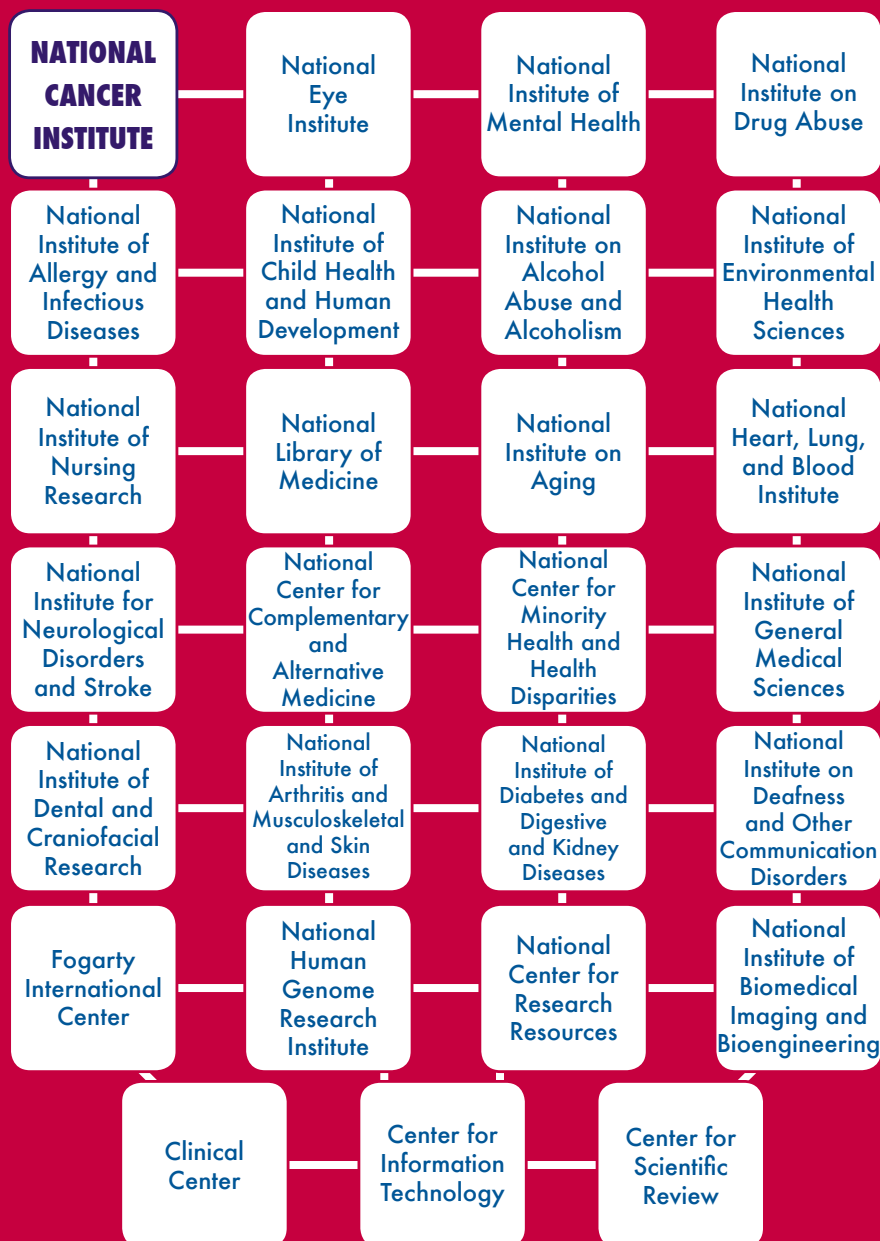 NATIONAL
CANCER
INSTITUTE
National
Eye
Institute
National
Institute of
Mental Health
National
Institute on
Drug Abuse
National
Institute of
Allergy and
Infectious
Diseases
National
Institute of
Child Health
and Human
Development
National
Institute on
Alcohol
Abuse and
Alcoholism
National
Institute of
Environmental
Health
Sciences
National
Institute of
Nursing
Research
National
Library of
Medicine
National
Institute on
Aging
National
Heart, Lung,
and Blood
Institute
National
Institute for
Neurological
Disorders
and Stroke
National
Center for
Complementary
and
Alternative
Medicine
National
Center for
Minority
Health and
Health
Disparities
National
Institute of
General
Medical
Sciences
National
Institute of
Dental and
Craniofacial
Research
National
Institute of
Arthritis and
Musculoskeletal
and Skin
Diseases
National
Institute of
Diabetes and
Digestive
and Kidney
Diseases
National
Institute on
Deafness
and Other
Communication
Disorders
Fogarty
International
Center
National
Human
Genome
Research
Institute
National
Center for
Research
Resources
National
Institute of
Biomedical
Imaging and
Bioengineering
Clinical
Center
Center for
Information
Technology
Center for
Scientific
Review